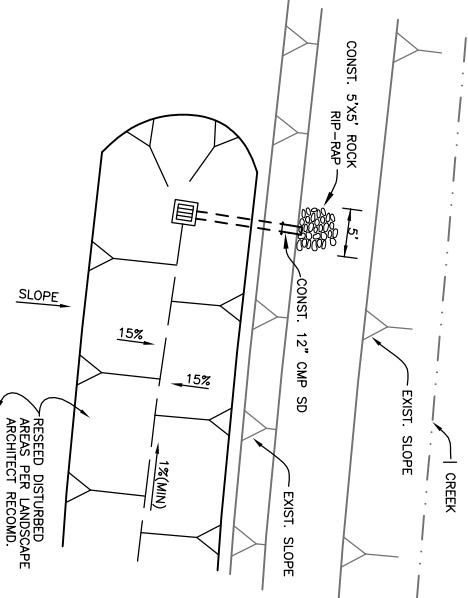 CONST. 5'X5' ROCK
RIP-RAP
5'
CREEK
EXIST. SLOPE
CONST. 12" CMP SD
EXIST. SLOPE
SLOPE
15%
15%
1%(MIN)
RESEED DISTURBED
AREAS PER LANDSCAPE
ARCHITECT RECOMD.